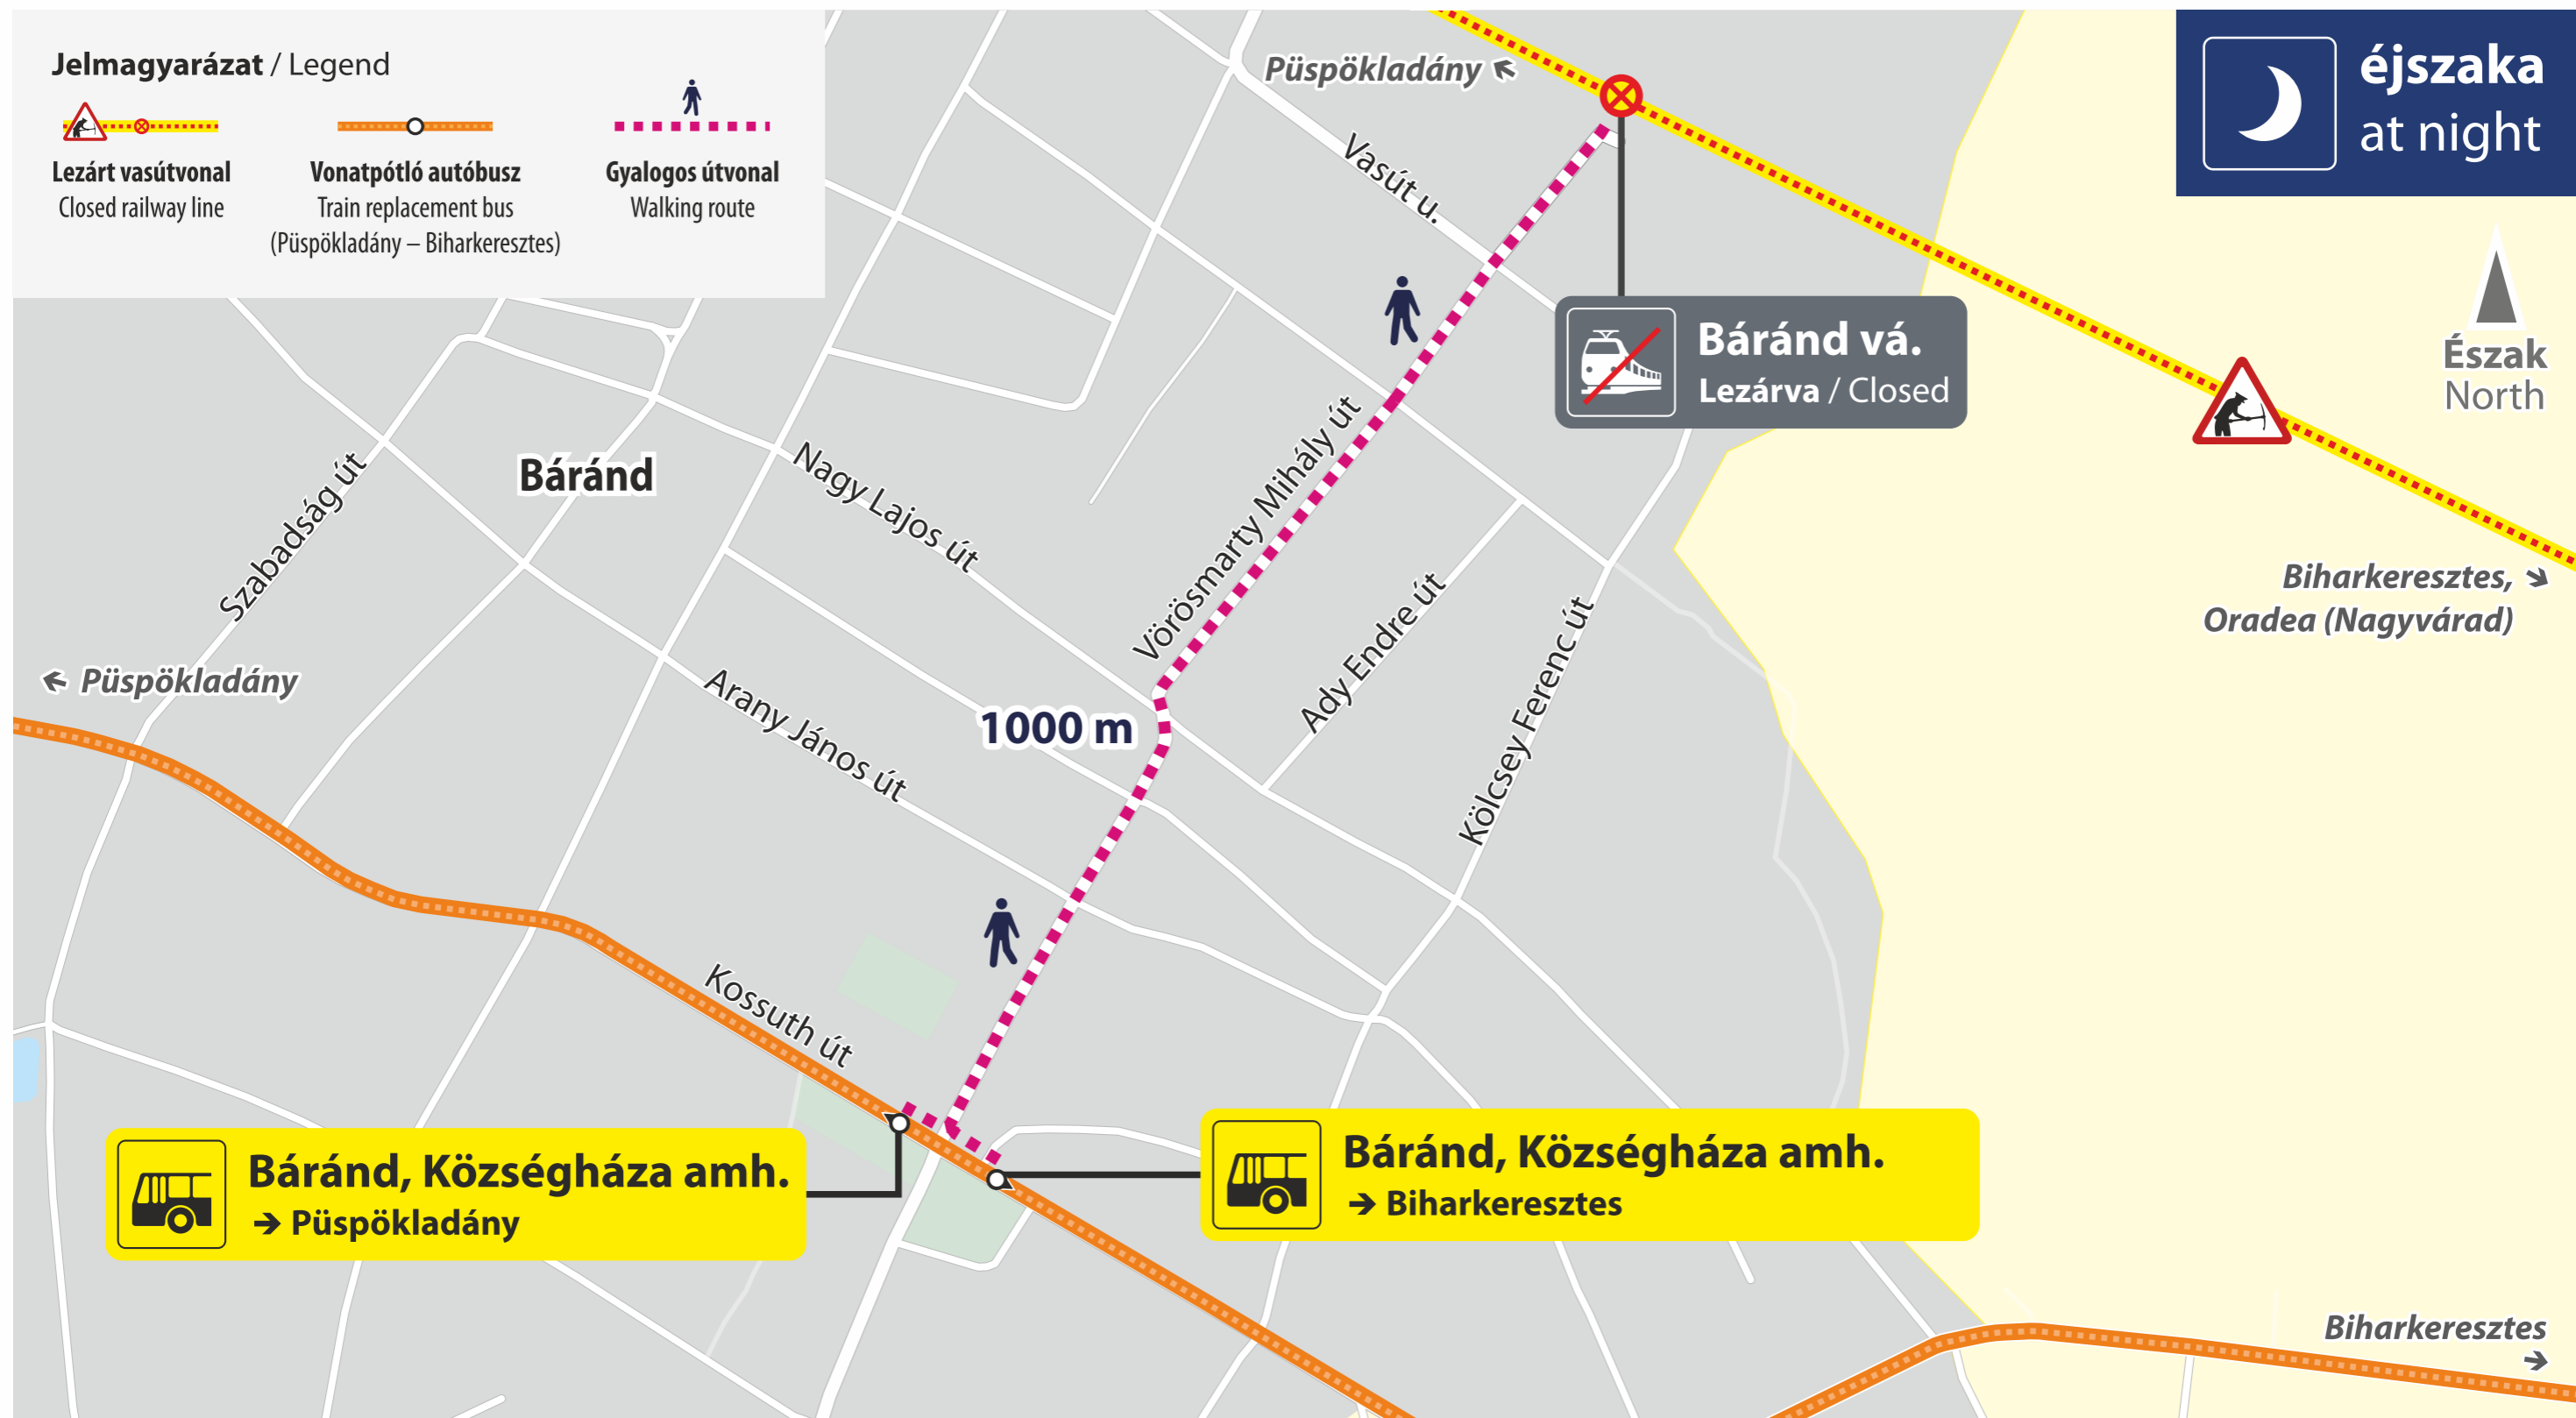 Jelmagyarázat / Legend
Lezárt vasútvonal
Closed railway line
Vonatpótló autóbusz
Train replacement bus
(Püspökladány – Biharkeresztes)
Gyalogos útvonal
Walking route
éjszaka
at night
Észak
North
Püspökladány
Vasút u.
Báránd vá.
Lezárva / Closed
Báránd
Szabadság út
Nagy Lajos út
Vörösmarty Mihály út
Ady Endre út
Kölcsey Ferenc út
Biharkeresztes,
Oradea (Nagyvárad)
← Püspökladány
Arany János út
1000 m
Kossuth út
Báránd, Községháza amh.
→ Püspökladány
Báránd, Községháza amh.
→ Biharkeresztes
Biharkeresztes
→